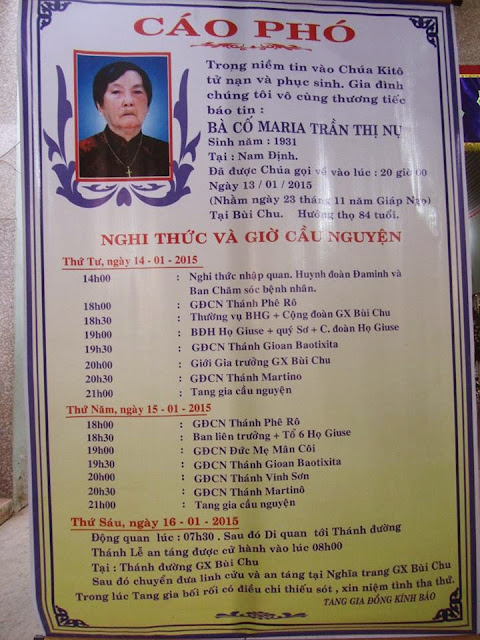 CÁO PHÓ
Trong niềm tin vào Chúa Kitô
tử nạn và phục sinh. Gia đình
chúng tôi vô cùng thương tiếc
báo tin :
BÀ CỐ MARIA TRẦN THỊ NỤ
Sinh năm : 1931
Tại : Nam Định.
Đã được Chúa gọi về vào lúc : 20 giờ 00
Ngày 13 / 01 / 2015
(Nhằm ngày 23 tháng 11 năm Giáp Ngọ)
Tại Bùi Chu. Hưởng thọ 84 tuổi.
NGHI THỨC VÀ GIỜ CẦU NGUYỆN
Thứ Tư, ngày 14 - 01 - 2015
14h00 : Nghi thức nhập quan. Huynh đoàn Đaminh và
Ban Chăm sóc bệnh nhân.
18h00 : GĐCN Thánh Phê Rô
18h30 : Thường vụ BHG + Cộng đoàn GX Bùi Chu
19h00 : BĐH Họ Giuse + quý Sơ + C. đoàn Họ Giuse
19h30 : GĐCN Thánh Gioan Baotixita
20h00 : Giới Gia trưởng GX Bùi Chu
20h30 : GĐCN Thánh Martino
21h00 : Tang gia cầu nguyện
Thứ Năm, ngày 15 - 01 - 2015
18h00 : GĐCN Thánh Phê Rô
18h30 : Ban liên trưởng + Tổ 6 Họ Giuse
19h00 : GĐCN Đức Mẹ Mân Côi
19h30 : GĐCN Thánh Gioan Baotixita
20h00 : GĐCN Thánh Vinh Sơn
20h30 : GĐCN Thánh Martinô
21h00 : Tang gia cầu nguyện
Thứ Sáu, ngày 16 - 01 - 2015
Động quan lúc : 07h30 . Sau đó Di quan tới Thánh đường
Thánh Lễ an táng được cử hành vào lúc 08h00
Tại : Thánh đường GX Bùi Chu
Sau đó chuyển đưa linh cữu và an táng tại Nghĩa trang GX Bùi Chu
Trong lúc Tang gia bối rối có điều chi thiếu sót , xin niệm tình tha thứ.
TANG GIA ĐỒNG KÍNH BÁO